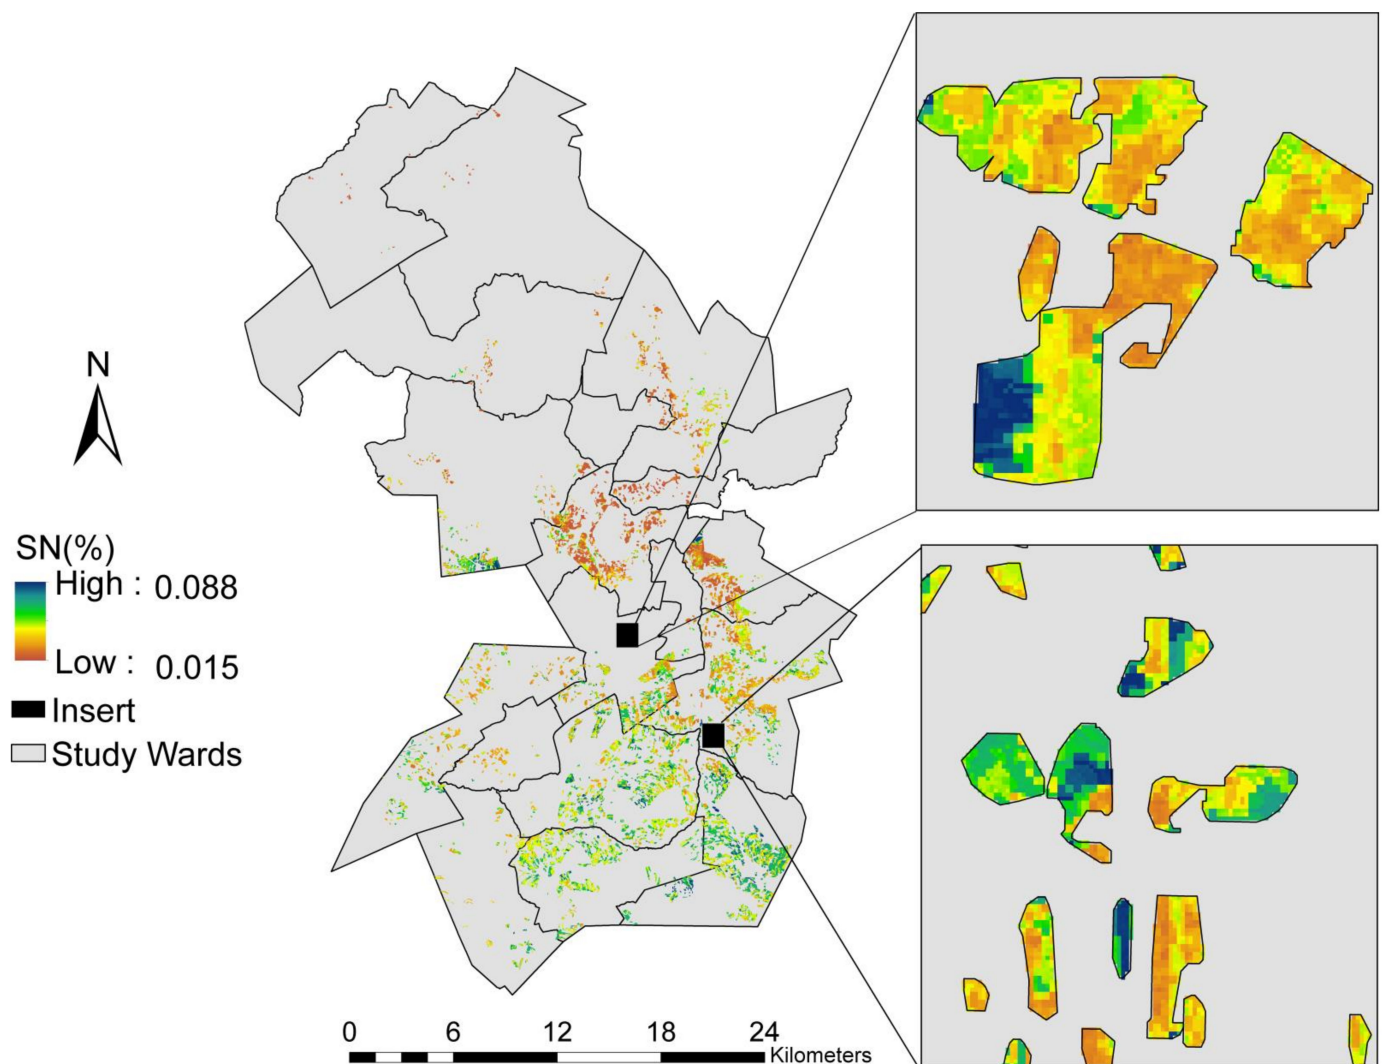 N
SN(%)
High : 0.088
Low : 0.015
Insert
Study Wards
0 6 12 18 24
Kilometers